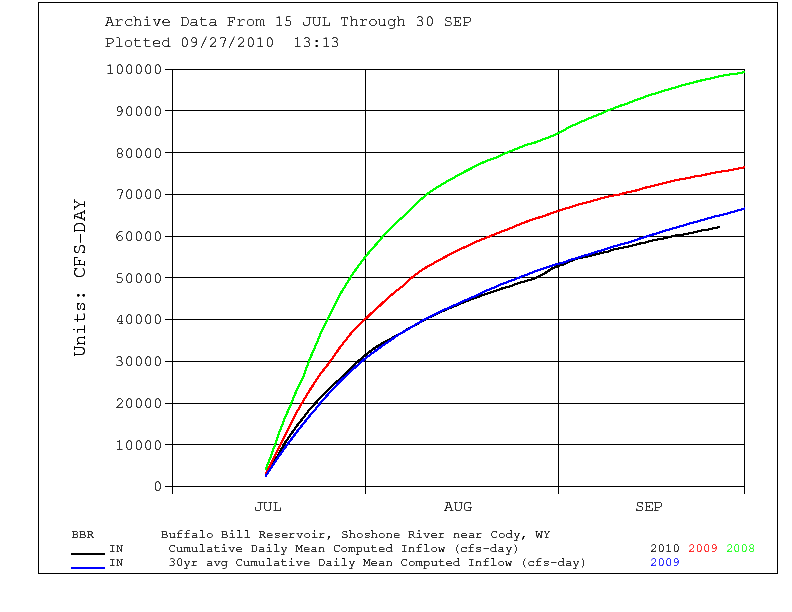 Archive Data From 15 JUL Through 30 SEP
Plotted 09/27/2010  13:13
100000
90000
80000
70000
60000
50000
40000
30000
20000
10000
0
Units: CFS-DAY
JUL AUG SEP
BBR Buffalo Bill Reservoir, Shoshone River near Cody, WY
IN Cumulative Daily Mean Computed Inflow (cfs-day) 2010 2009 2008
IN 30yr avg Cumulative Daily Mean Computed Inflow (cfs-day) 2009